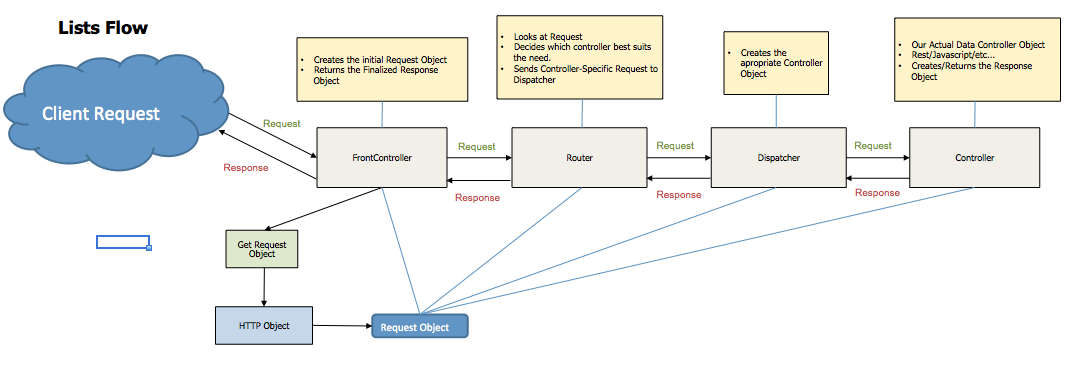 Lists Flow
Client Request
• Creates the initial Request Object
• Returns the Finalized Response
Object
• Looks at Request
• Decides which controller best suits
the need.
• Sends Controller-Specific Request to
Dispatcher
• Creates the
apropriate Controller
Object
• Our Actual Data Controller Object
• Rest/Javascript/etc...
• Creates/Returns the Response
Object
Request
Response
FrontController
Request
Response
Router
Request
Response
Dispatcher
Request
Response
Controller
Get Request
Object
HTTP Object
Request Object